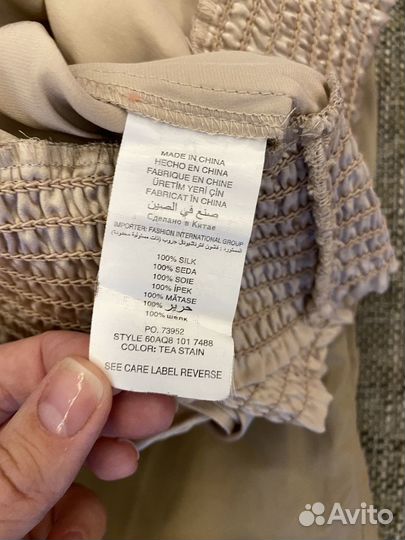 MADE IN CHINA
HECHO EN CHINA
FABRIQUE EN CHINE
ÜRETİM YERİ ÇİN
FABRICAT ÎN CHINA
صنع في الصين
Сделано в Китае
IMPORTER: FASHION INTERNATIONAL GROUP
100% SILK
100% SEDA
100% SOIE
100% İPEK
100% MĂTASE
100% حرير
100% шелк
PO. 73952
STYLE 60AQ8 101 7488
COLOR: TEA STAIN
SEE CARE LABEL REVERSE
Avito